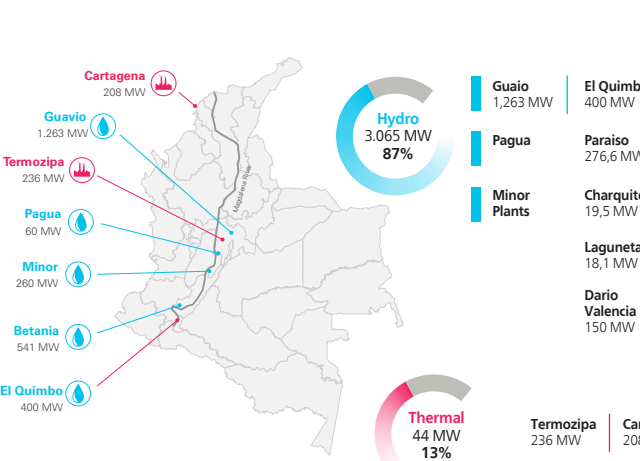 Cartagena
208 MW
Guavio
1.263 MW
Termozipa
236 MW
Pagua
60 MW
Minor
260 MW
Betania
541 MW
El Quimbo
400 MW
Magdalena River
Hydro
3.065 MW
87%
Guaio
1,263 MW
El Quimb
400 MW
Pagua
Paraiso
276,6 MW
Minor
Plants
Charquito
19,5 MW
Laguneta
18,1 MW
Dario
Valencia
150 MW
Thermal
44 MW
13%
Termozipa
236 MW
Car
208